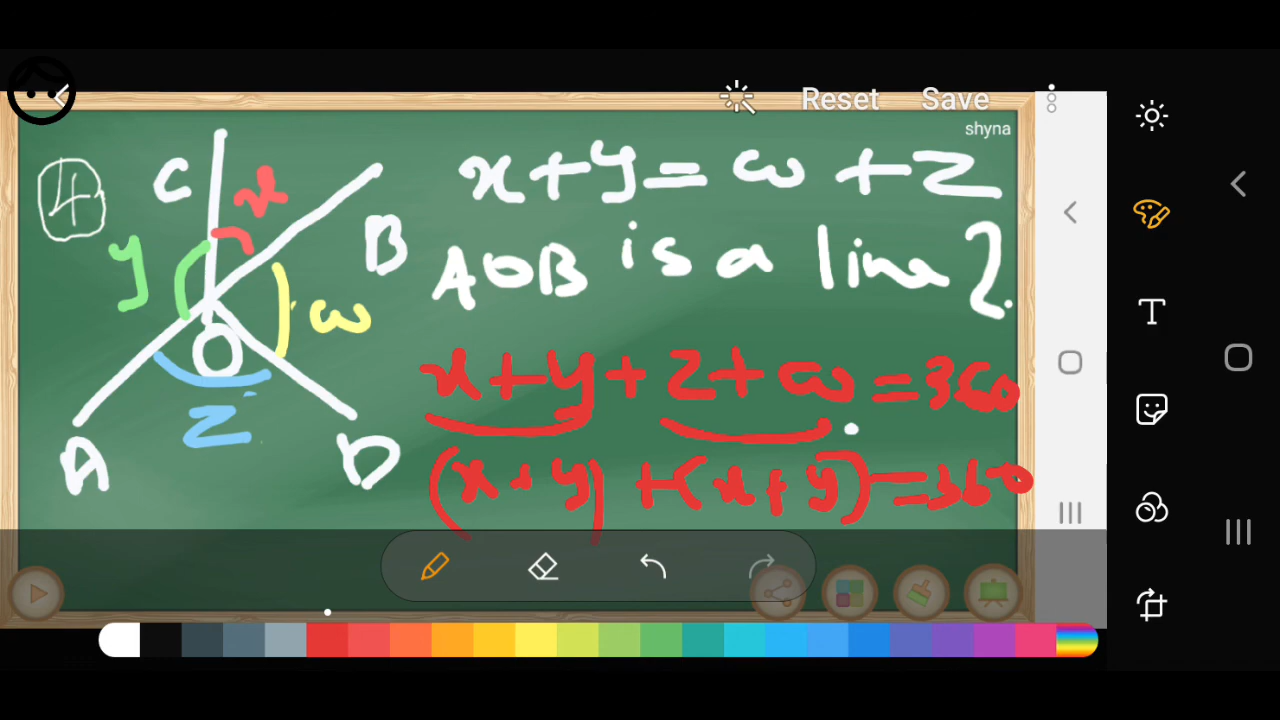 Reset Save
shyna
4
C x
B
y
O
w
z
A
D
x+y=w+z
AOB is a line?
x+y+z+w=360
(x+y)+(x+y)=360
T